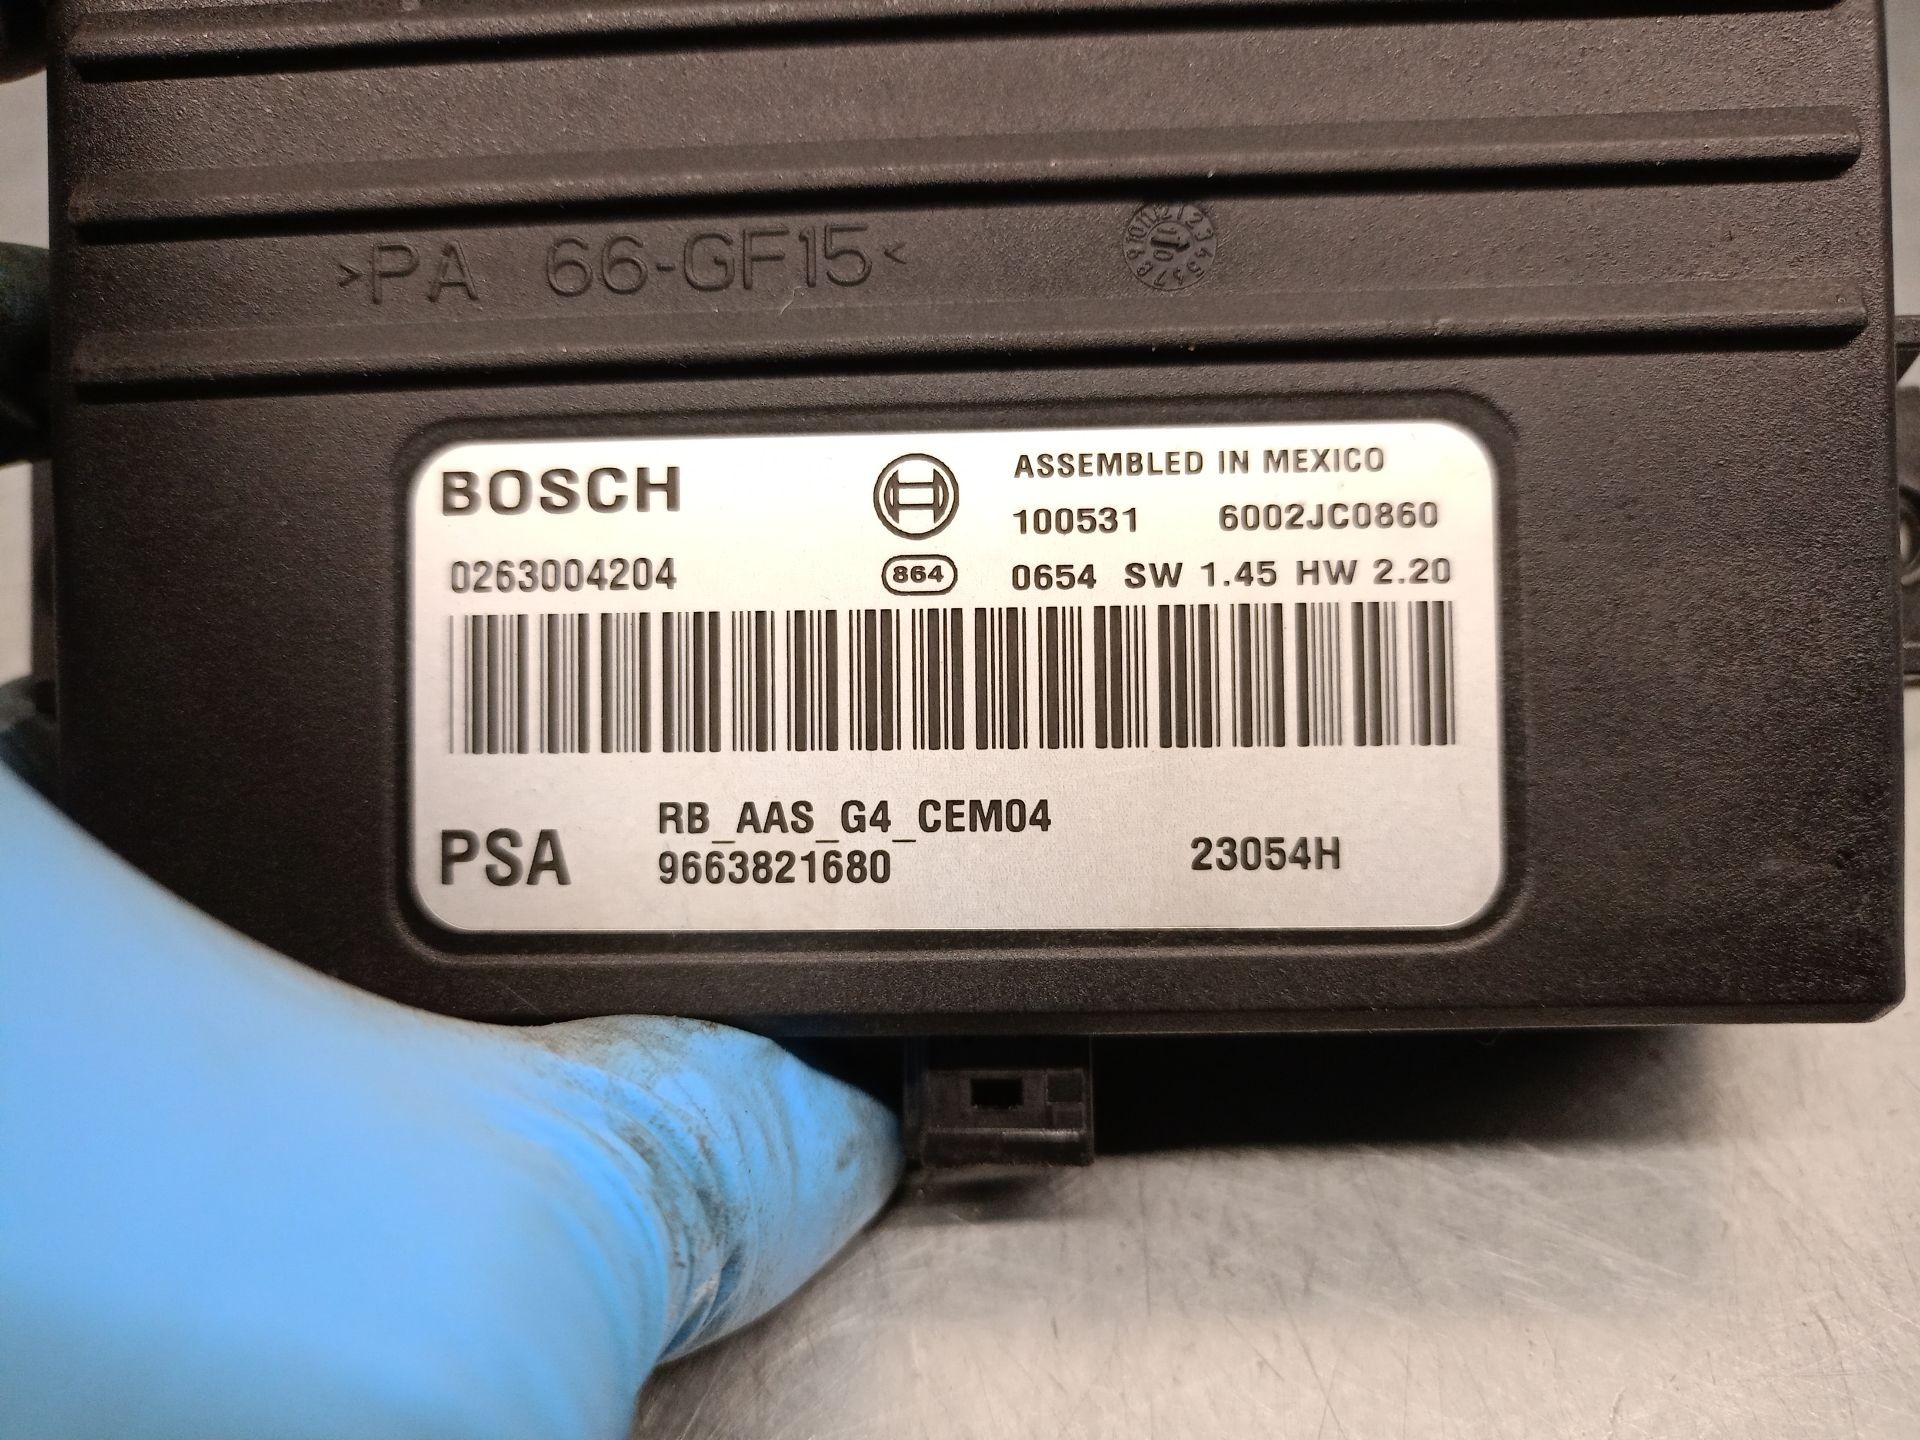 >PA 66-GF15<
BOSCH
ASSEMBLED IN MEXICO
100531 6002JC0860
0263004204 864 0654 SW 1.45 HW 2.20
RB_AAS_G4_CEM04
PSA 9663821680 23054H